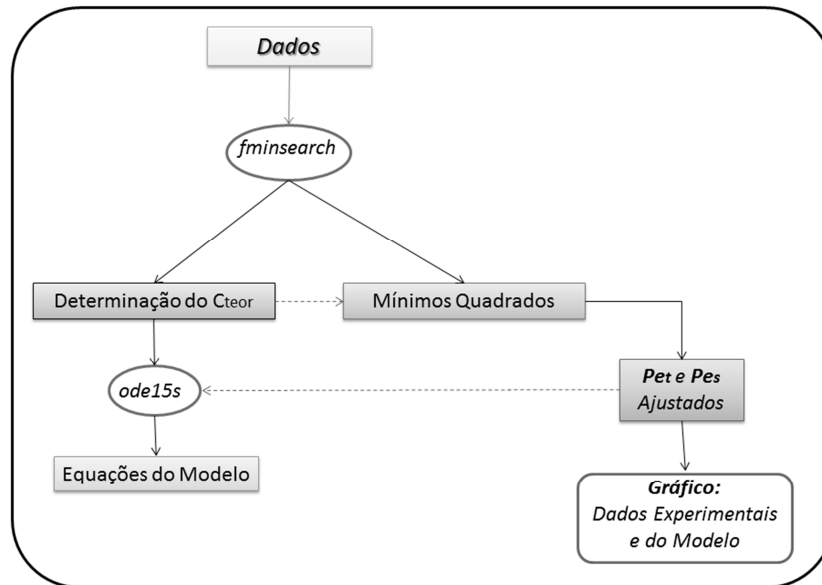 Dados
fminsearch
Determinação do Cteor
Mínimos Quadrados
ode15s
Pet e Pes
Ajustados
Equações do Modelo
Gráfico:
Dados Experimentais
e do Modelo